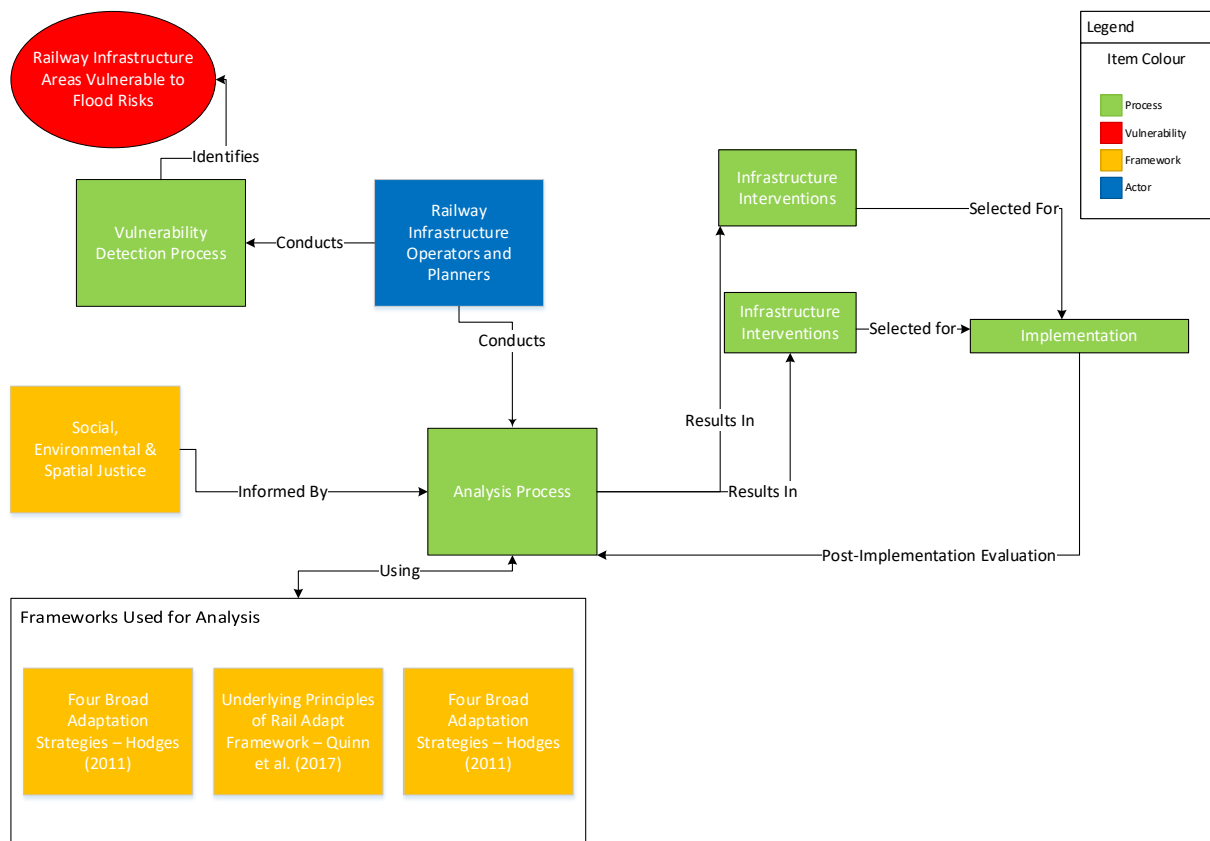 Railway Infrastructure
Areas Vulnerable to
Flood Risks
Identifies
Vulnerability
Detection Process
Conducts
Railway
Infrastructure
Operators and
Planners
Conducts
Infrastructure
Interventions
Selected For
Infrastructure
Interventions
Selected for
Implementation
Legend
Item Colour
Process
Vulnerability
Framework
Actor
Social,
Environmental &
Spatial Justice
Informed By
Analysis Process
Results In
Results In
Post-Implementation Evaluation
Using
Frameworks Used for Analysis
Four Broad
Adaptation
Strategies – Hodges
(2011)
Underlying Principles
of Rail Adapt
Framework – Quinn
et al. (2017)
Four Broad
Adaptation
Strategies – Hodges
(2011)